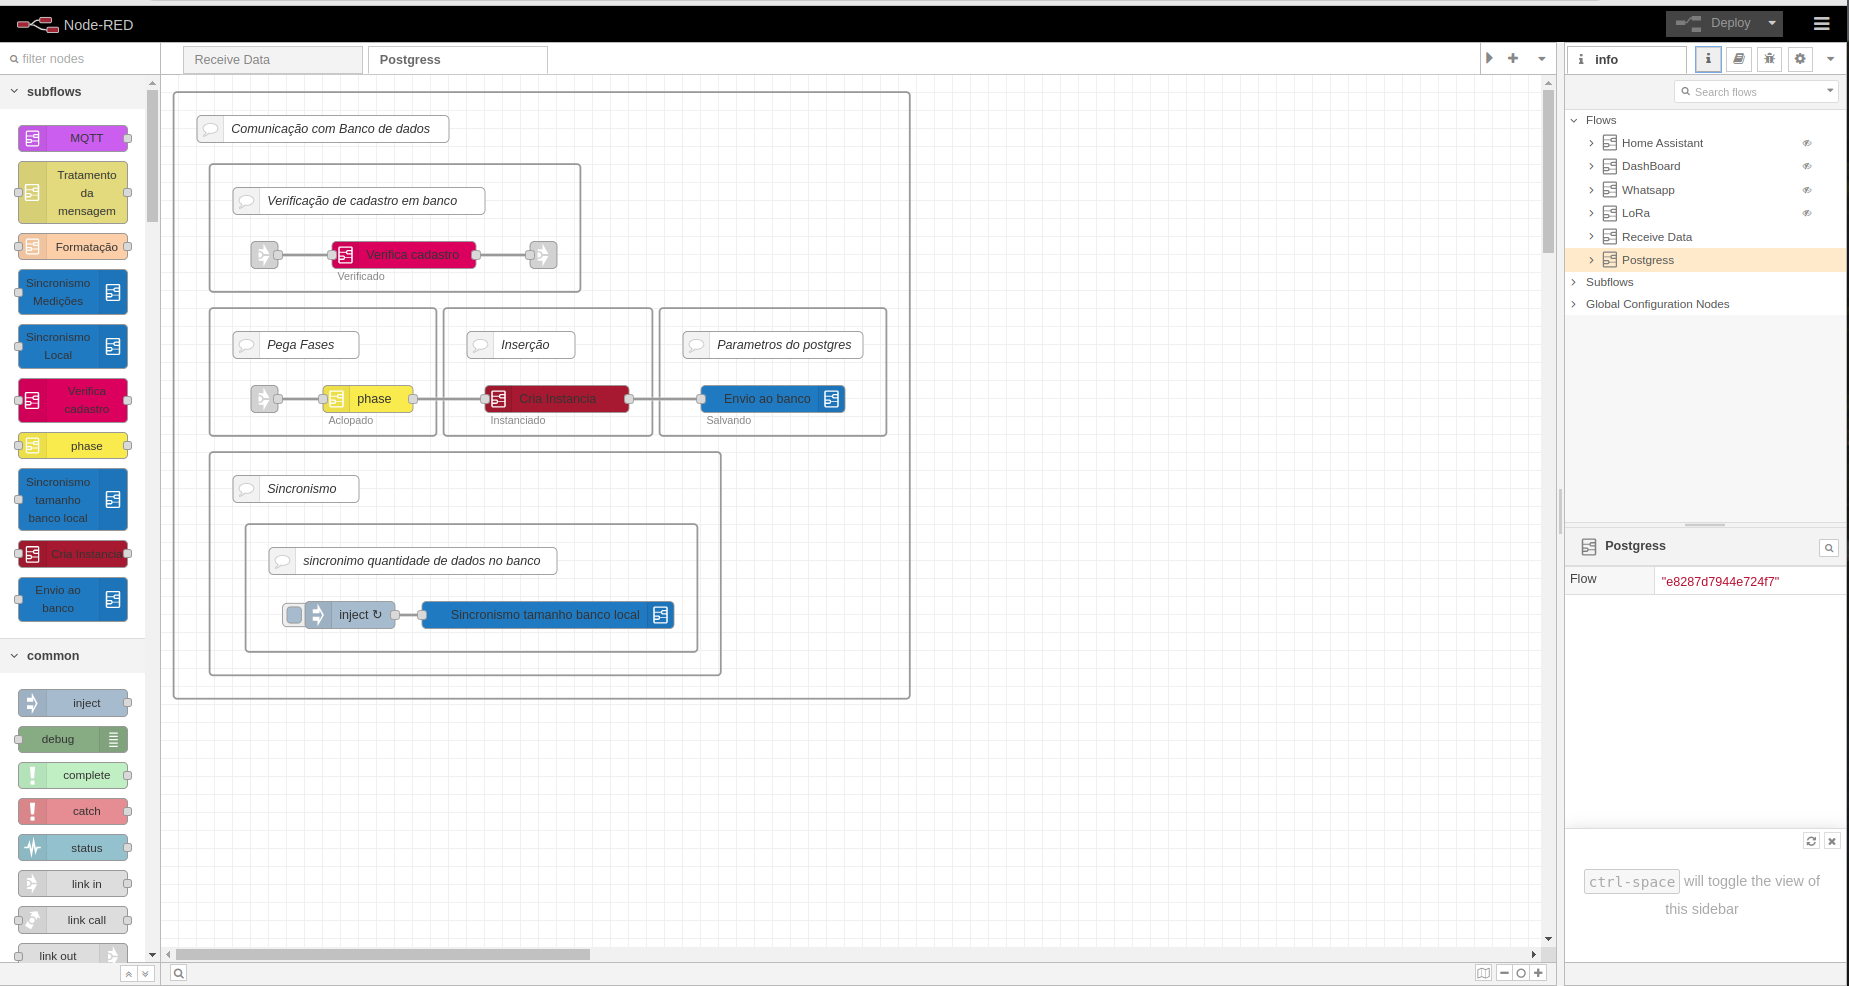 Node-RED
Deploy
filter nodes
Receive Data
Postgress
info
Search flows
subflows
MQTT
Tratamento
da
mensagem
Formatação
Sincronismo
Medições
Sincronismo
Local
Verifica
cadastro
phase
Sincronismo
tamanho
banco local
Cria Instancia
Envio ao
banco
common
inject
debug
complete
catch
status
link in
link call
link out
Comunicação com Banco de dados
Verificação de cadastro em banco
Verifica cadastro
Verificado
Pega Fases
Inserção
Parametros do postgres
phase
Aclopado
Cria Instancia
Instanciado
Envio ao banco
Salvando
Sincronismo
sincronimo quantidade de dados no banco
inject ↻
Sincronismo tamanho banco local
Flows
Home Assistant
DashBoard
Whatsapp
LoRa
Receive Data
Postgress
Subflows
Global Configuration Nodes
Postgress
Flow "e8287d7944e724f7"
ctrl-space will toggle the view of
this sidebar